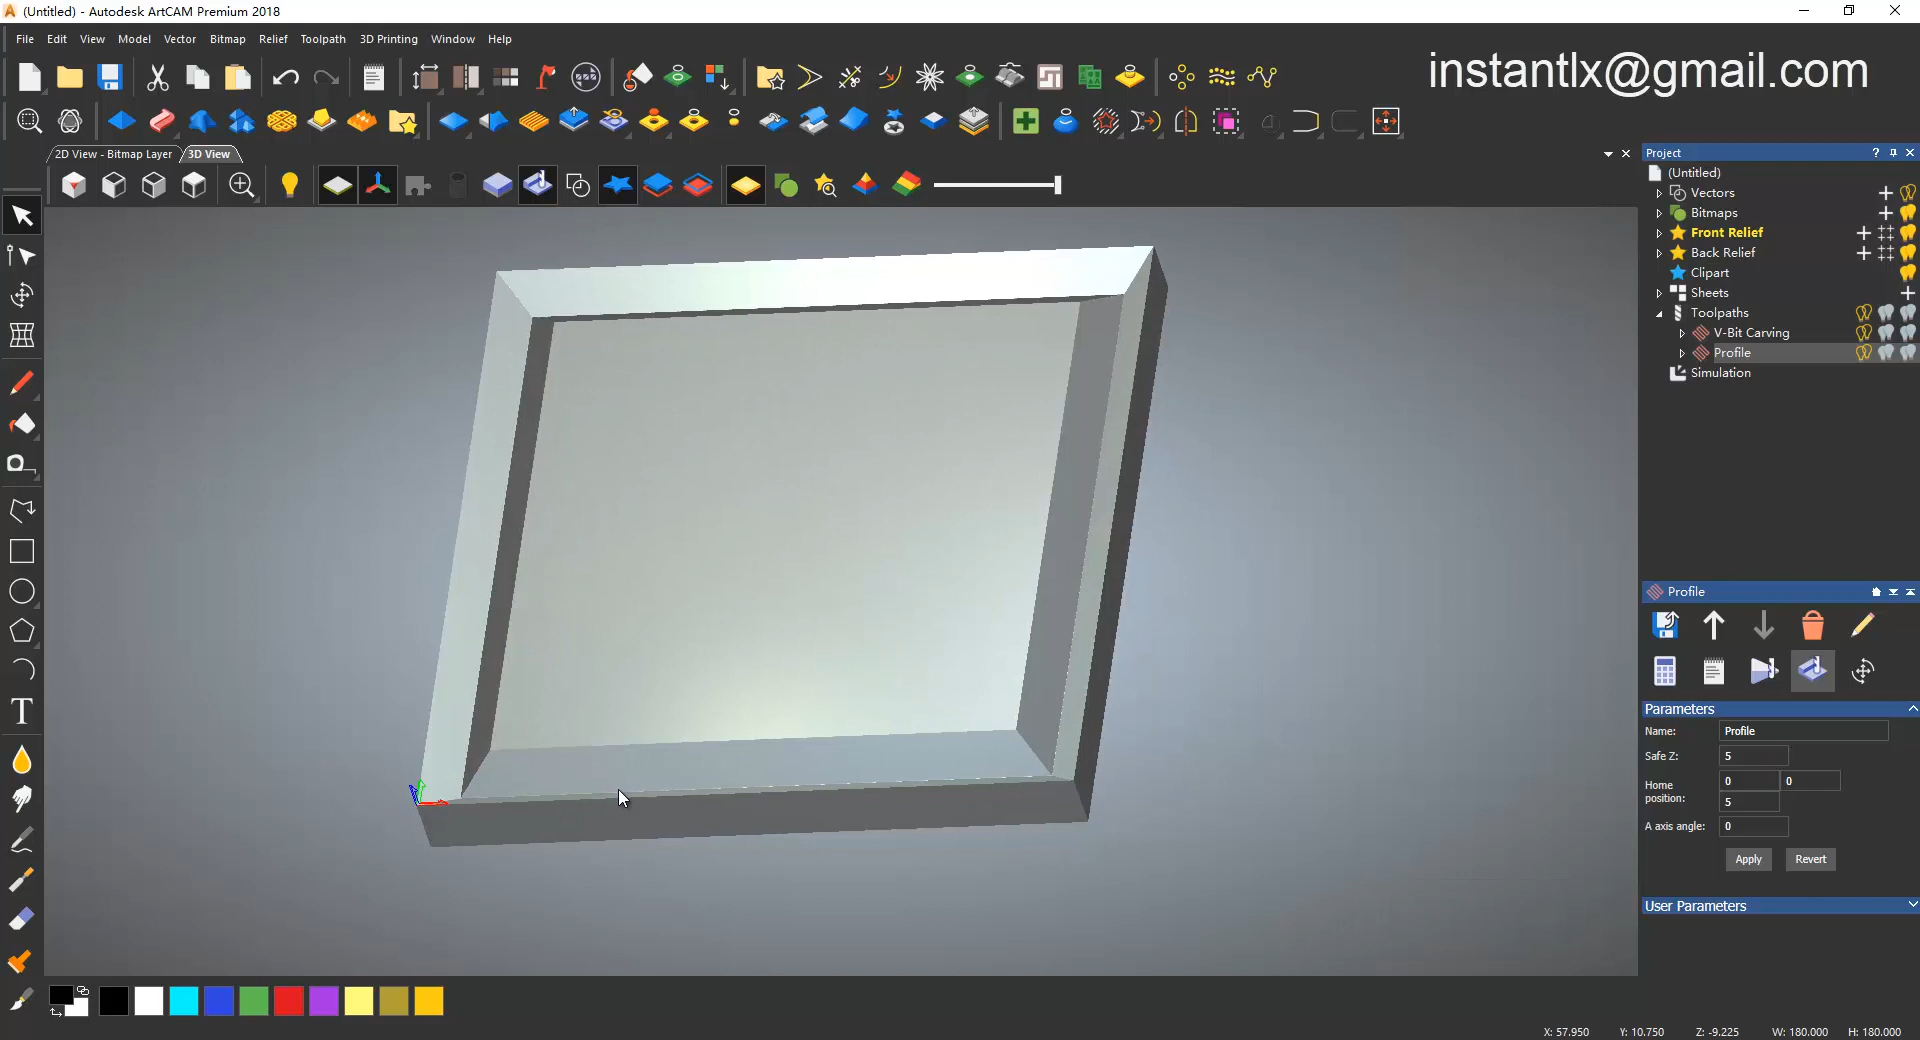 (Untitled) - Autodesk ArtCAM Premium 2018
File Edit View Model Vector Bitmap Relief Toolpath 3D Printing Window Help
instantlx@gmail.com
2D View - Bitmap Layer 3D View
Project
(Untitled)
Vectors
Bitmaps
Front Relief
Back Relief
Clipart
Sheets
Toolpaths
V-Bit Carving
Profile
Simulation
Profile
Parameters
Name: Profile
Safe Z: 5
Home position: 0 0
5
A axis angle: 0
Apply Revert
User Parameters
X: 57.950 Y: 10.750 Z: -9.225 W: 180.000 H: 180.000